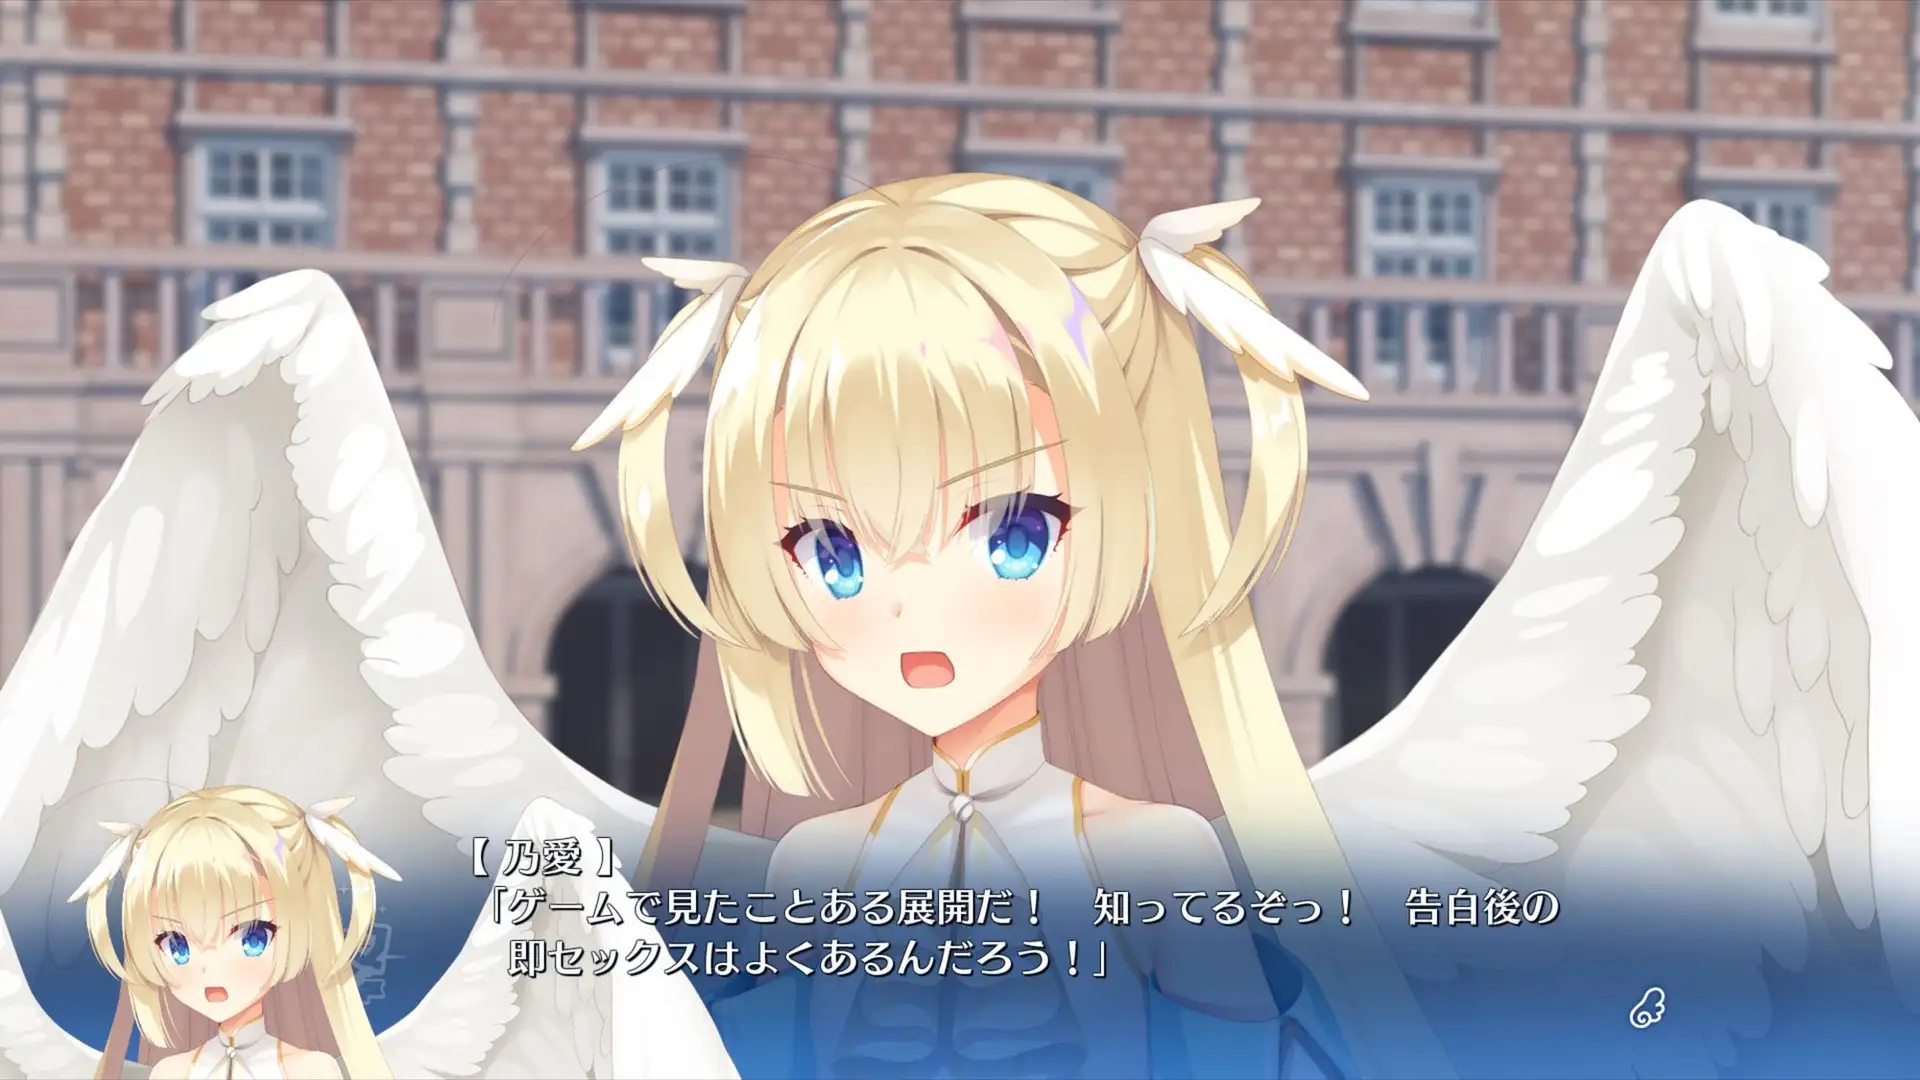 【 乃愛 】
「ゲームで見たことある展開だ！　知ってるぞっ！　告白後の
即セックスはよくあるんだろう！」